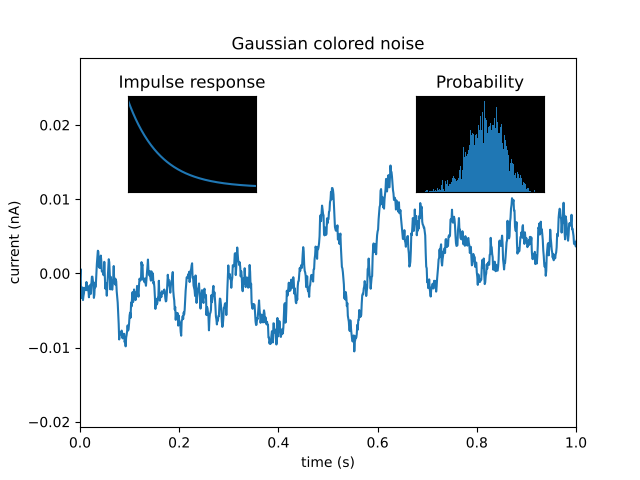 Gaussian colored noise
Impulse response
Probability
0.02
0.01
0.00
−0.01
−0.02
current (nA)
0.0 0.2 0.4 0.6 0.8 1.0
time (s)